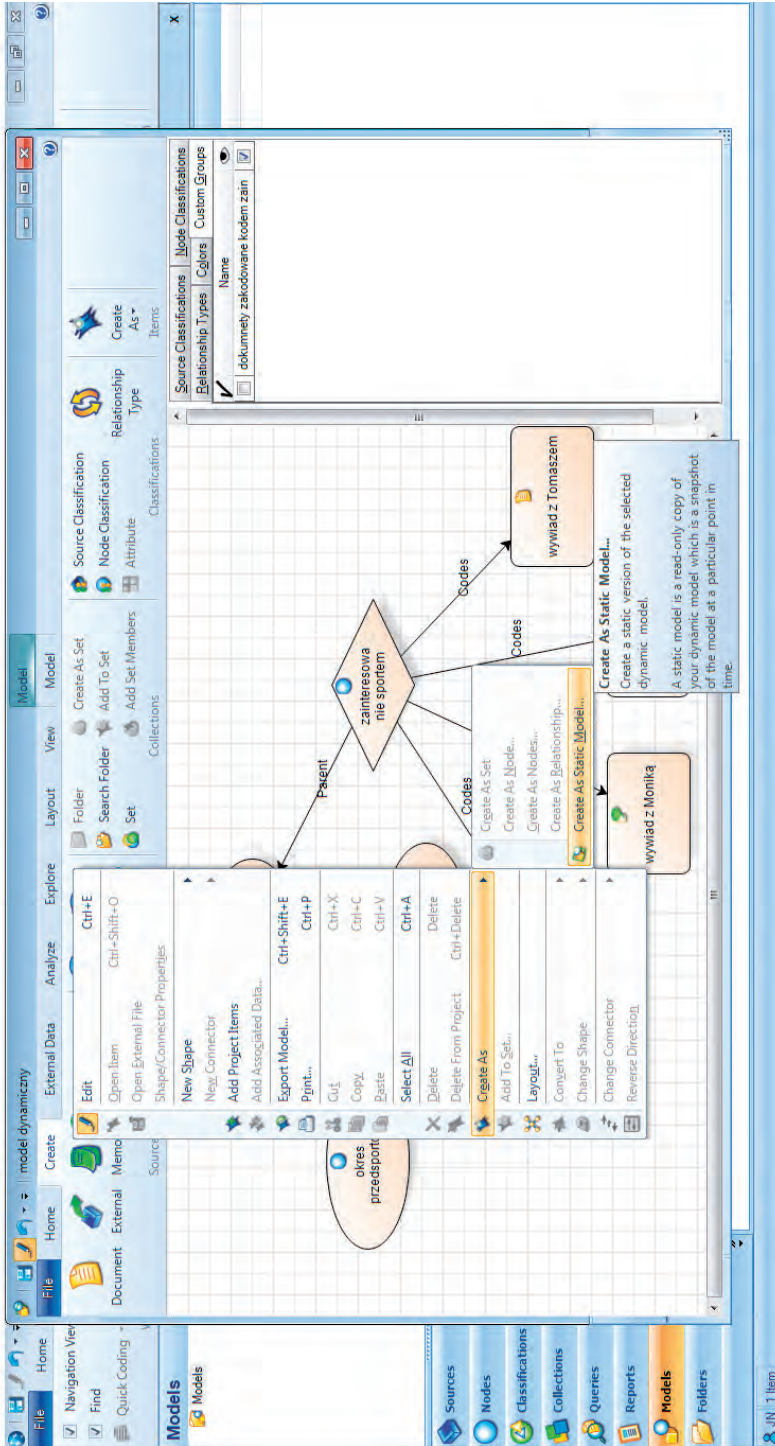 File
Home
Navigation View
Find
Quick Coding
Models
Models
Sources
Nodes
Classifications
Collections
Queries
Reports
Models
Folders
JN 1 Item
model dynamiczny
Model
File
Home
Create
External Data
Analyze
Explore
Layout
View
Model
Document
External
Memo
Source
Folder
Search Folder
Set
Create As Set
Add To Set
Add Set Members
Collections
Source Classification
Node Classification
Attribute
Relationship
Type
Classifications
Create
As
Items
Edit Ctrl+E
Open Item Ctrl+Shift+O
Open External File
Shape/Connector Properties
New Shape
New Connector
Add Project Items
Add Associated Data...
Export Model... Ctrl+Shift+E
Print... Ctrl+P
Cut Ctrl+X
Copy Ctrl+C
Paste Ctrl+V
Select All Ctrl+A
Delete Delete
Delete From Project Ctrl+Delete
Create As
Add To Set...
Layout...
Convert To
Change Shape
Change Connector
Reverse Direction
Create As Set
Create As Node...
Create As Nodes...
Create As Relationship...
Create As Static Model...
okres
przedsporto
Parent
zainteresowa
nie sportem
Codes
Codes
Codes
wywiad z Tomaszem
wywiad z Moniką
Create As Static Model...
Create a static version of the selected
dynamic model.
A static model is a read-only copy of
your dynamic model which is a snapshot
of the model at a particular point in
time.
Source Classifications
Node Classifications
Relationship Types
Colors
Custom Groups
Name
dokumnety zakodowane kodem zain